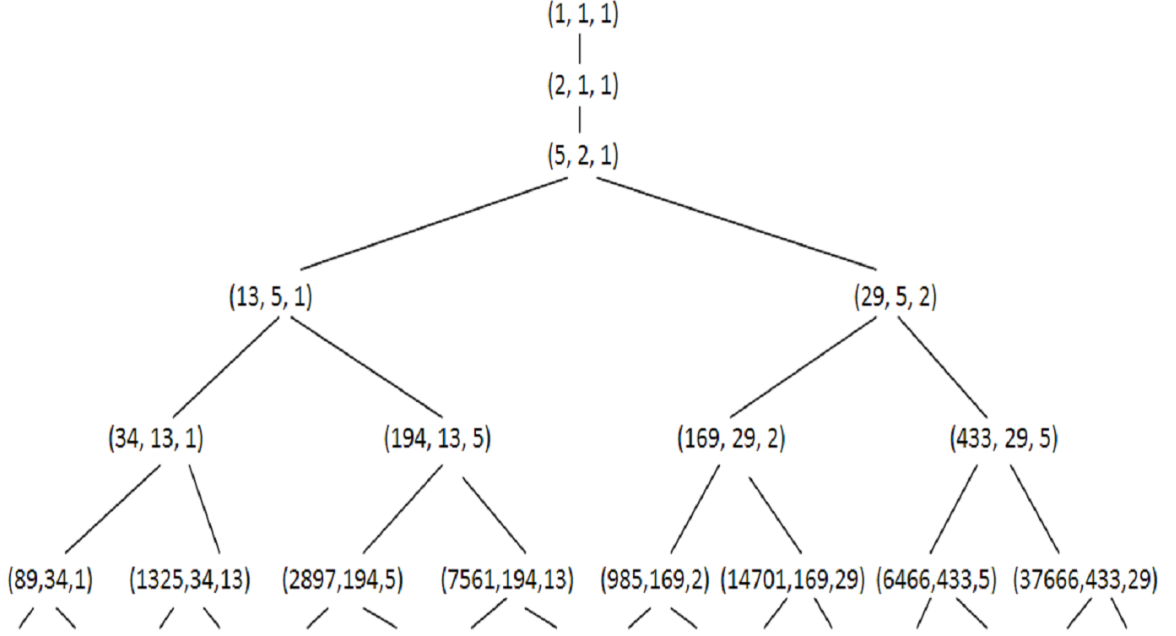 (1, 1, 1)
(2, 1, 1)
(5, 2, 1)
(13, 5, 1) (29, 5, 2)
(34, 13, 1) (194, 13, 5) (169, 29, 2) (433, 29, 5)
(89,34,1) (1325,34,13) (2897,194,5) (7561,194,13) (985,169,2) (14701,169,29) (6466,433,5) (37666,433,29)